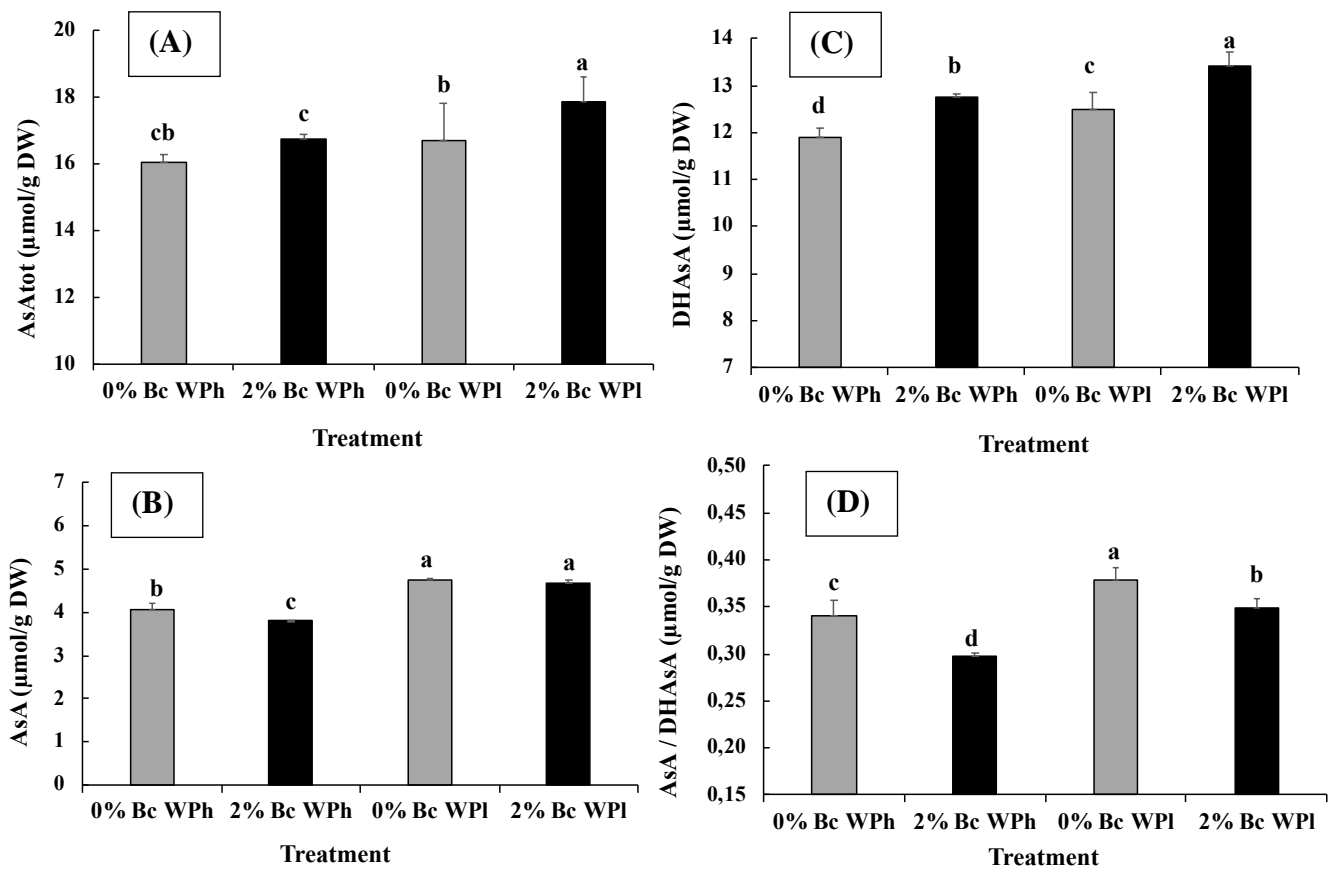 (A)
AsAtot (µmol/g DW)
20
18
16
14
12
10
cb
c
b
a
0% Bc WPh 2% Bc WPh 0% Bc WPl 2% Bc WPl
Treatment
(C)
DHAsA (µmol/g DW)
14
13
12
11
10
9
8
7
d
b
c
a
0% Bc WPh 2% Bc WPh 0% Bc WPl 2% Bc WPl
Treatment
(B)
AsA (µmol/g DW)
7
6
5
4
3
2
1
0
b
c
a
a
0% Bc WPh 2% Bc WPh 0% Bc WPl 2% Bc WPl
Treatment
(D)
AsA / DHAsA (µmol/g DW)
0,50
0,45
0,40
0,35
0,30
0,25
0,20
0,15
c
d
a
b
0% Bc WPh 2% Bc WPh 0% Bc WPl 2% Bc WPl
Treatment